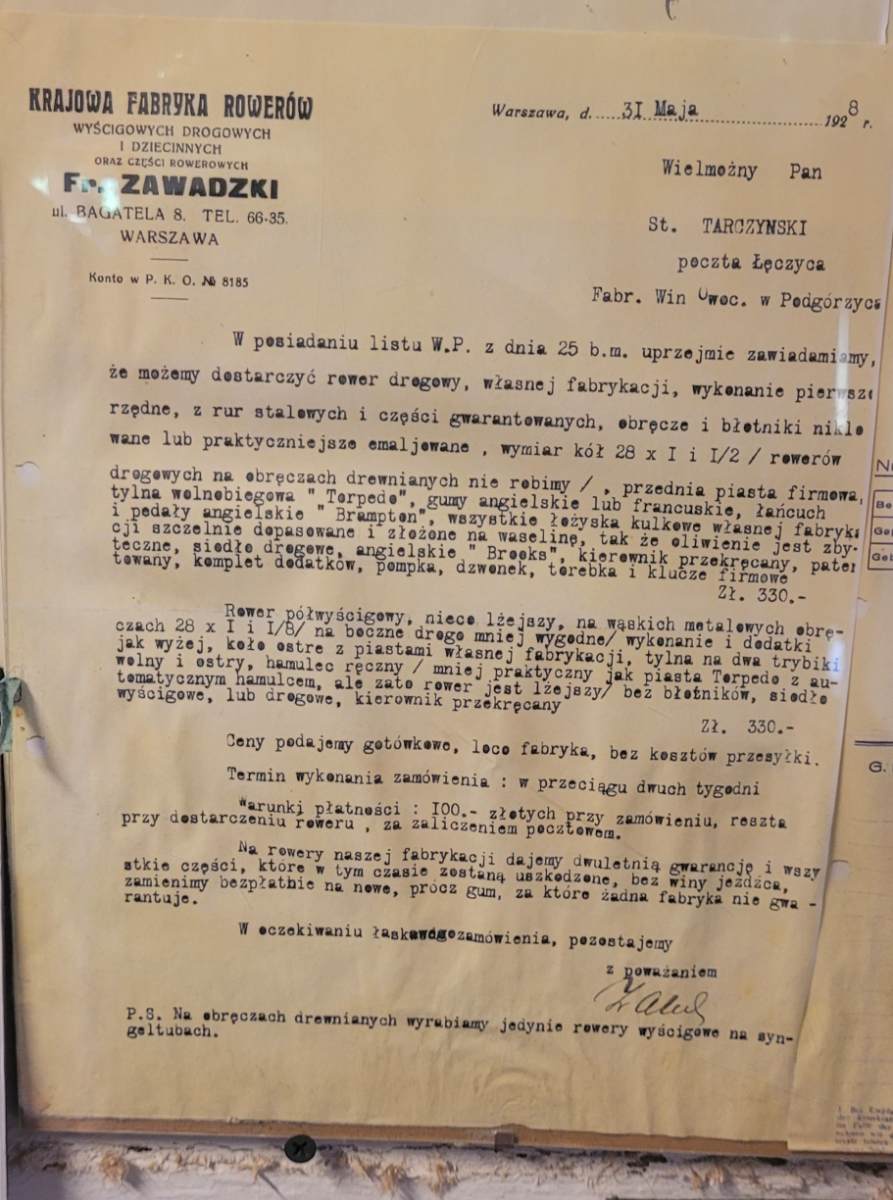 KRAJOWA FABRYKA ROWERÓW
WYŚCIGOWYCH DROGOWYCH
I DZIECINNYCH
ORAZ CZĘŚCI ROWEROWYCH
Fr. ZAWADZKI
ul. BAGATELA 8. TEL. 66-35.
WARSZAWA
Konto w P. K. O. № 8185
Warszawa, d. 3I Maja 1928 r.
Wielmożny Pan
St. TARCZYNSKI
poczta Łęczyca
Fabr. Win Owoc. w Podgórzyca
W posiadaniu listu W.P. z dnia 25 b.m. uprzejmie zawiadamiamy,
że możemy dostarczyć rower drogowy, własnej fabrykacji, wykonanie pierwszo
rzędne, z rur stalowych i części gwarantowanych, obręcze i błotniki niklo
wane lub praktyczniejsze emaljowane , wymiar kół 28 x I i I/2 / rowerów
drogowych na obręczach drewnianych nie robimy / , przednia piasta firmowa,
tylna wolnobiegowa " Torpedo", gumy angielskie lub francuskie, łańcuch
i pedały angielskie " Brampton", wszystkie łożyska kulkowe własnej fabryka
cji szczelnie dopasowane i złożone na waselinę, tak że oliwienie jest zby-
teczne, siodło drogowe, angielskie " Brooks", kierownik przekręcany, paten
towany, komplet dodatków, pompka, dzwonek, torebka i klucze firmowe
Zł. 330.-
Rower półwyścigowy, nieco lżejszy, na wąskich metalowych obrę-
czach 28 x I i I/8/ na boczne drogo mniej wygodne/ wykonanie i dodatki
jak wyżej, koło ostre z piastami własnej fabrykacji, tylna na dwa trybiki
wolny i ostry, hamulec ręczny / mniej praktyczny jak piasta Torpedo z au-
tomatycznym hamulcem, ale zato rower jest lżejszy/ bez błotników, siodło
wyścigowe, lub drogowe, kierownik przekręcany
Zł. 330.-
Ceny podajemy gotówkowe, loco fabryka, bez kosztów przesyłki.
Termin wykonania zamówienia : w przeciągu dwuch tygodni
Warunki płatności : I00.- złotych przy zamówieniu, reszta
przy dostarczeniu roweru , za zaliczeniem pocztowem.
Na rowery naszej fabrykacji dajemy dwuletnią gwarancję i wszy
stkie części, które w tym czasie zostaną uszkodzone, bez winy jeźdźca,
zamienimy bezpłatnie na nowe, prócz gum, za które żadna fabryka nie gwa -
rantuje.
W oczekiwaniu łaskawego zamówienia, pozostajemy
z poważaniem
P.S. Na obręczach drewnianych wyrabiamy jedynie rowery wyścigowe na syn-
geltubach.